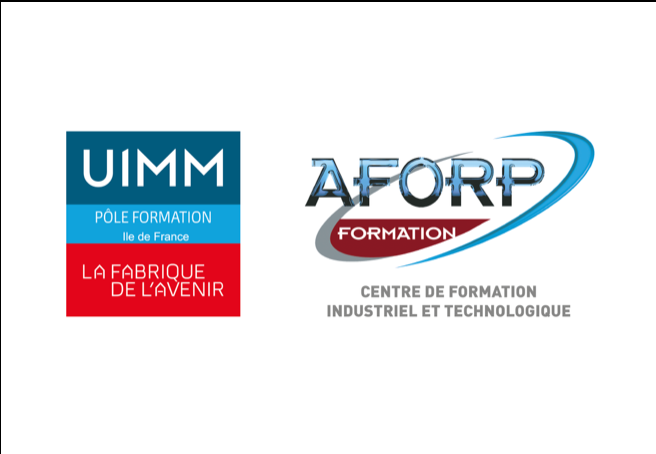 UIMM
PÔLE FORMATION
Ile de France
LA FABRIQUE
DE L'AVENIR
AFORP
FORMATION
CENTRE DE FORMATION
INDUSTRIEL ET TECHNOLOGIQUE